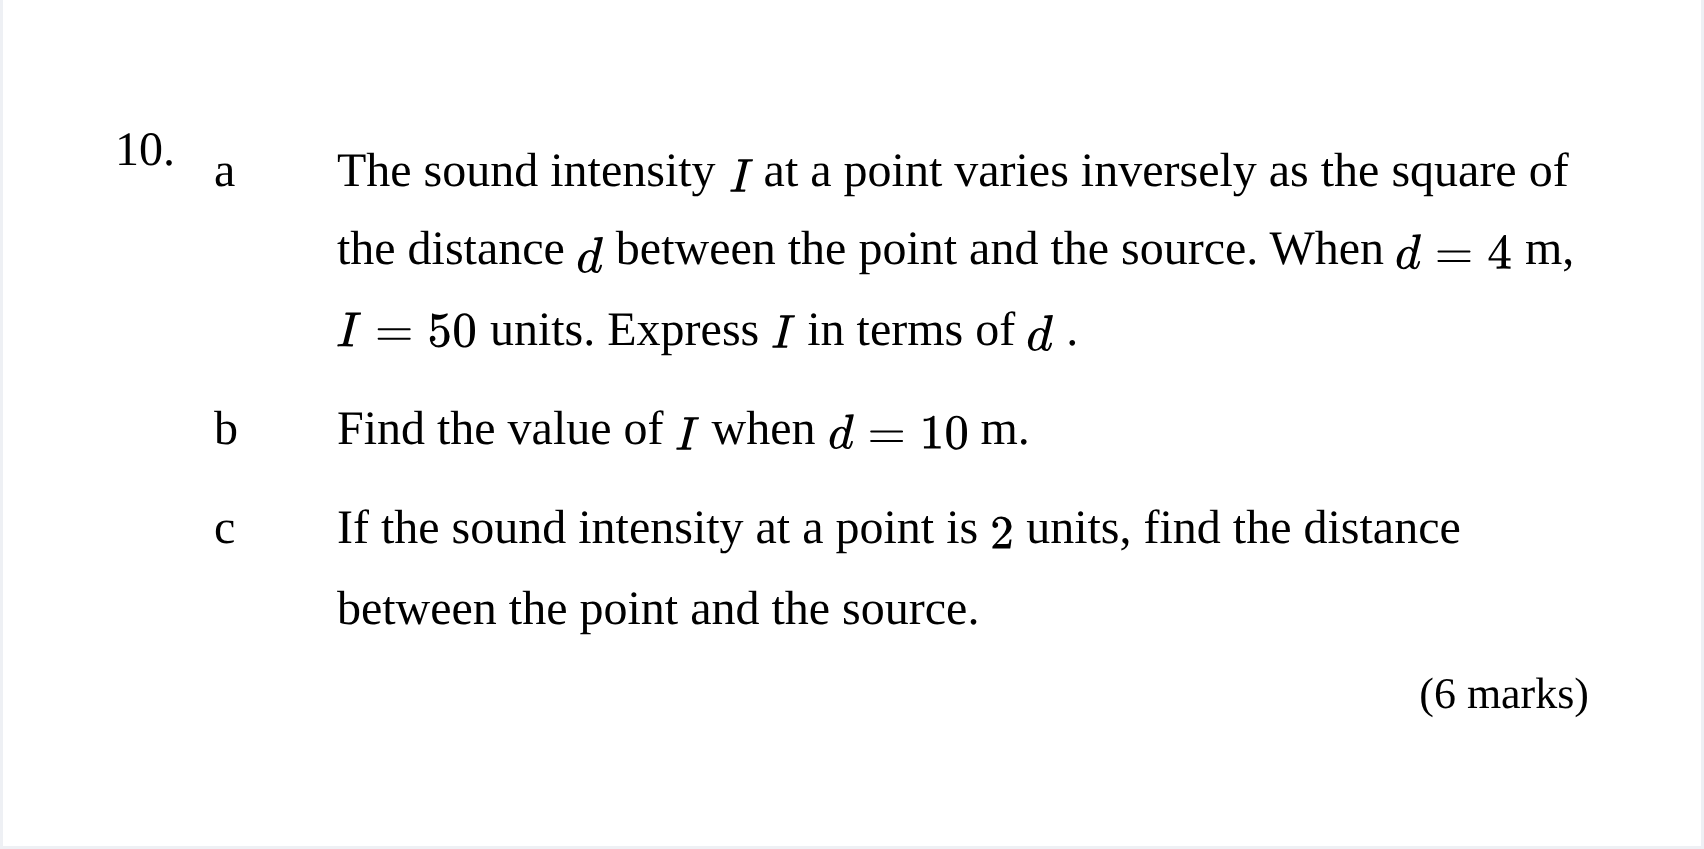 10. a The sound intensity I at a point varies inversely as the square of
the distance d between the point and the source. When d = 4 m,
I = 50 units. Express I in terms of d .
b Find the value of I when d = 10 m.
c If the sound intensity at a point is 2 units, find the distance
between the point and the source.
(6 marks)